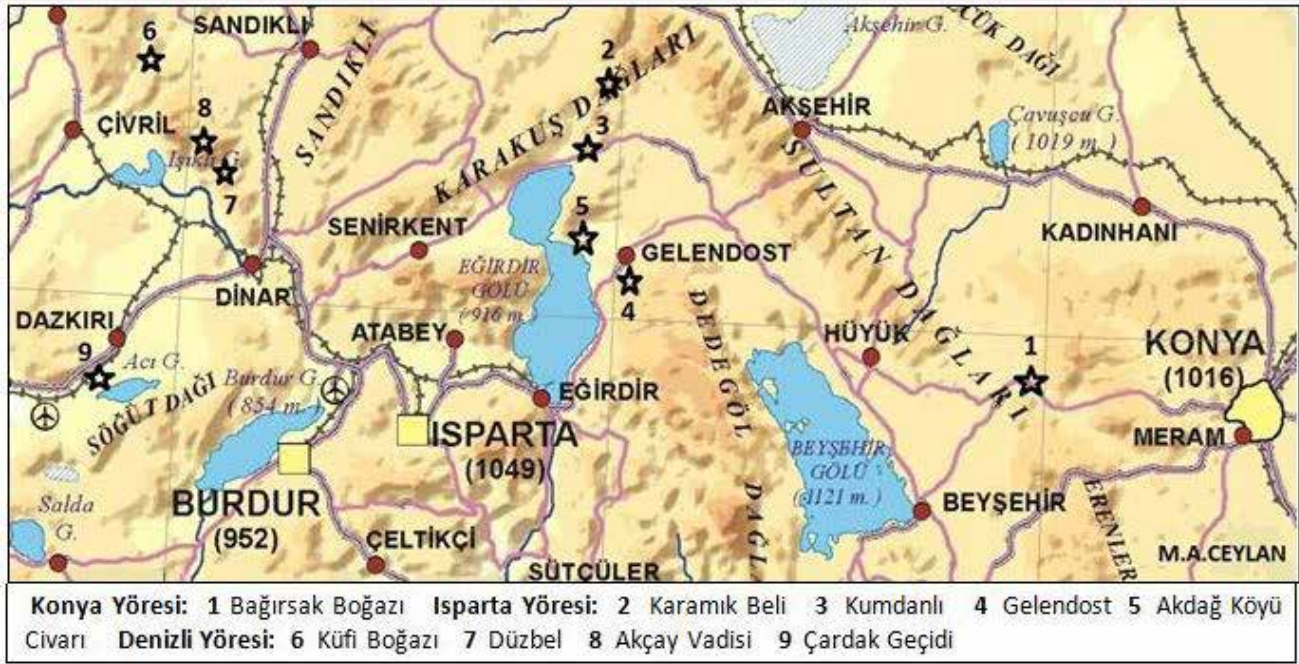 6
SANDIKLI
2
Akşehir G.
CÜK DAĞI
8
ÇİVRİL
SANDIKLI
KARAKUŞ DAĞLARI
3
AKŞEHİR
Çavuşcu G.
(1019 m.)
Işıklı G.
7
SENİRKENT
5
SULTAN DAĞLARI
KADINHANI
GELENDOST
DİNAR
EĞİRDİR
GÖLÜ
(916 m.
4
DEDEGÖL DAĞL
DAZKIRI
9
Acı G.
ATABEY
HÜYÜK
1
KONYA
(1016)
SÖĞÜT DAĞI
Burdur G.
(854 m.)
EĞİRDİR
ISPARTA
(1049)
MERAM
BEYŞEHİR
GÖLÜ
(1121 m.)
Salda
G.
BURDUR
(952)
BEYŞEHİR
ERENLER
ÇELTİKÇİ
SÜTÇÜLER
M.A.CEYLAN
Konya Yöresi: 1 Bağırsak Boğazı Isparta Yöresi: 2 Karamık Beli 3 Kumdanlı 4 Gelendost 5 Akdağ Köyü
Civarı Denizli Yöresi: 6 Küfi Boğazı 7 Düzbel 8 Akçay Vadisi 9 Çardak Geçidi